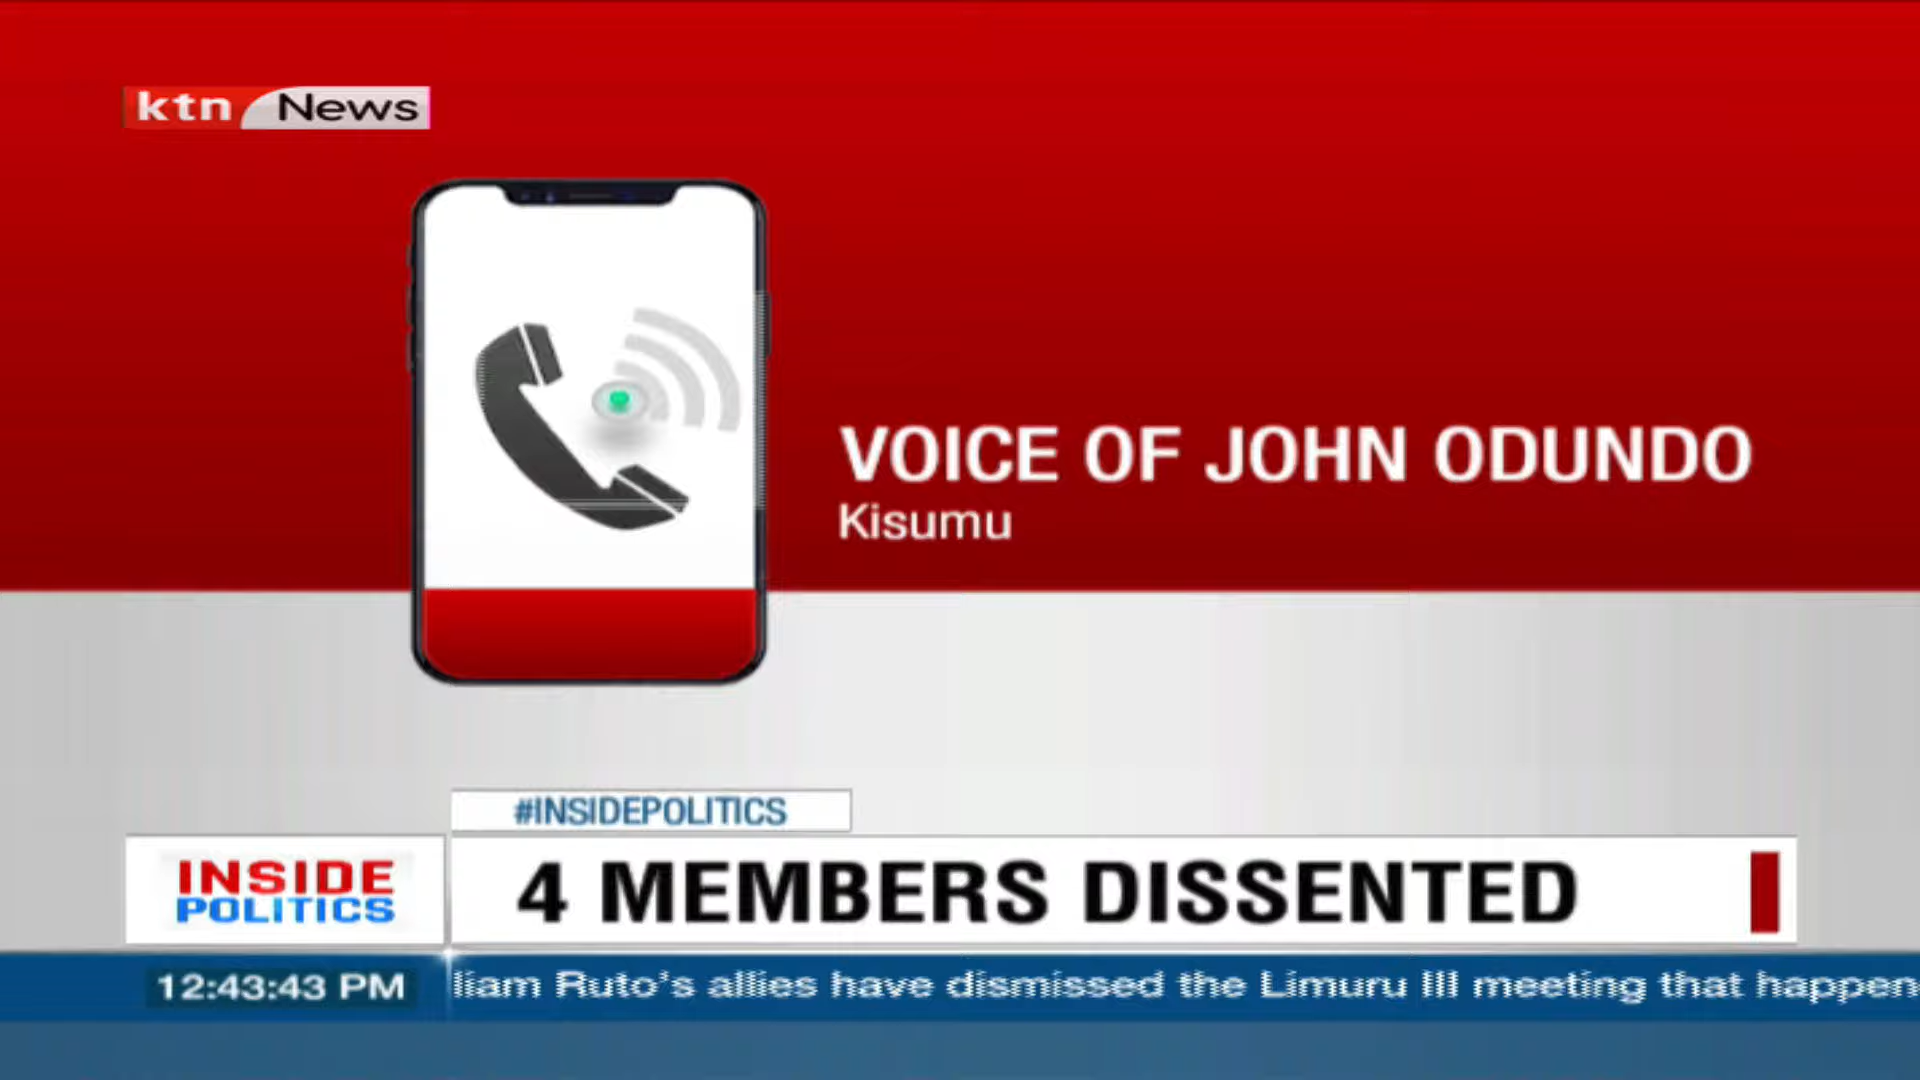 ktn News
VOICE OF JOHN ODUNDO
Kisumu
#INSIDEPOLITICS
INSIDE
POLITICS
4 MEMBERS DISSENTED
12:43:43 PM
liam Ruto's allies have dismissed the Limuru III meeting that happen